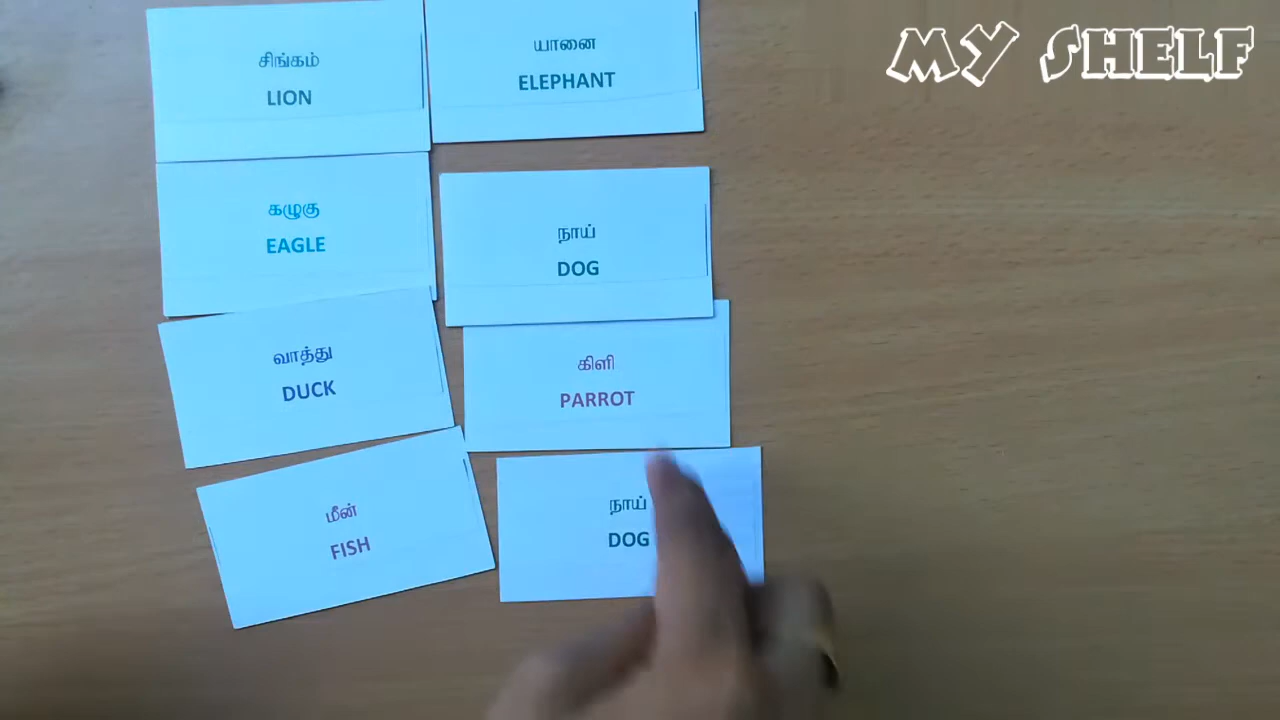 MY SHELF
சிங்கம்
LION
யானை
ELEPHANT
கழுகு
EAGLE
நாய்
DOG
வாத்து
DUCK
கிளி
PARROT
மீன்
FISH
நாய்
DOG